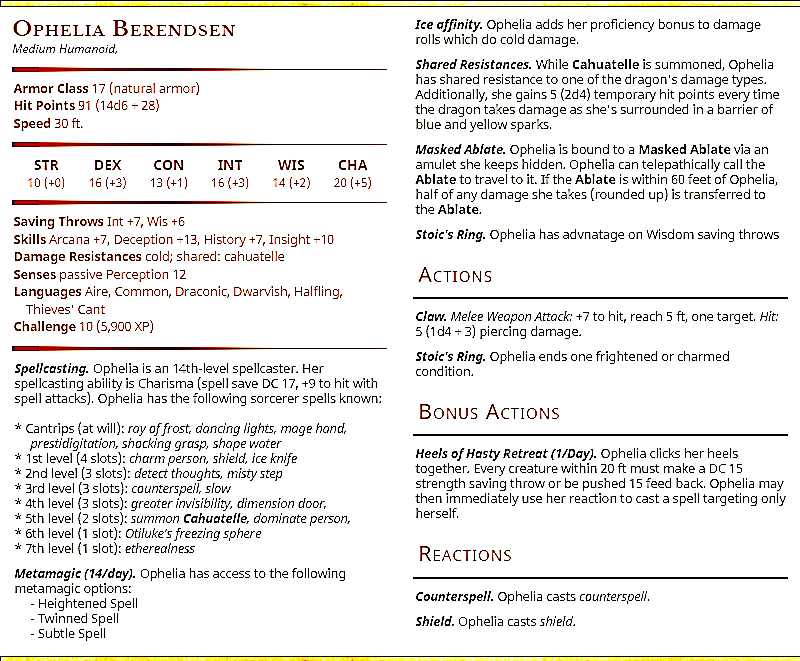 Ophelia Berendsen
Medium Humanoid,
Armor Class 17 (natural armor)
Hit Points 91 (14d6 + 28)
Speed 30 ft.
STR DEX CON INT WIS CHA
10 (+0) 16 (+3) 13 (+1) 16 (+3) 14 (+2) 20 (+5)
Saving Throws Int +7, Wis +6
Skills Arcana +7, Deception +13, History +7, Insight +10
Damage Resistances cold; shared: cahuatelle
Senses passive Perception 12
Languages Aire, Common, Draconic, Dwarvish, Halfling,
Thieves' Cant
Challenge 10 (5,900 XP)
Spellcasting. Ophelia is an 14th-level spellcaster. Her
spellcasting ability is Charisma (spell save DC 17, +9 to hit with
spell attacks). Ophelia has the following sorcerer spells known:
* Cantrips (at will): ray of frost, dancing lights, mage hand,
prestidigitation, shocking grasp, shape water
* 1st level (4 slots): charm person, shield, ice knife
* 2nd level (3 slots): detect thoughts, misty step
* 3rd level (3 slots): counterspell, slow
* 4th level (3 slots): greater invisibility, dimension door,
* 5th level (2 slots): summon Cahuatelle, dominate person,
* 6th level (1 slot): Otiluke's freezing sphere
* 7th level (1 slot): etherealness
Metamagic (14/day). Ophelia has access to the following
metamagic options:
- Heightened Spell
- Twinned Spell
- Subtle Spell
Ice affinity. Ophelia adds her proficiency bonus to damage
rolls which do cold damage.
Shared Resistances. While Cahuatelle is summoned, Ophelia
has shared resistance to one of the dragon's damage types.
Additionally, she gains 5 (2d4) temporary hit points every time
the dragon takes damage as she's surrounded in a barrier of
blue and yellow sparks.
Masked Ablate. Ophelia is bound to a Masked Ablate via an
amulet she keeps hidden. Ophelia can telepathically call the
Ablate to travel to it. If the Ablate is within 60 feet of Ophelia,
half of any damage she takes (rounded up) is transferred to
the Ablate.
Stoic's Ring. Ophelia has advnatage on Wisdom saving throws
Actions
Claw. Melee Weapon Attack: +7 to hit, reach 5 ft, one target. Hit:
5 (1d4 + 3) piercing damage.
Stoic's Ring. Ophelia ends one frightened or charmed
condition.
Bonus Actions
Heels of Hasty Retreat (1/Day). Ophelia clicks her heels
together. Every creature within 20 ft must make a DC 15
strength saving throw or be pushed 15 feed back. Ophelia may
then immediately use her reaction to cast a spell targeting only
herself.
Reactions
Counterspell. Ophelia casts counterspell.
Shield. Ophelia casts shield.